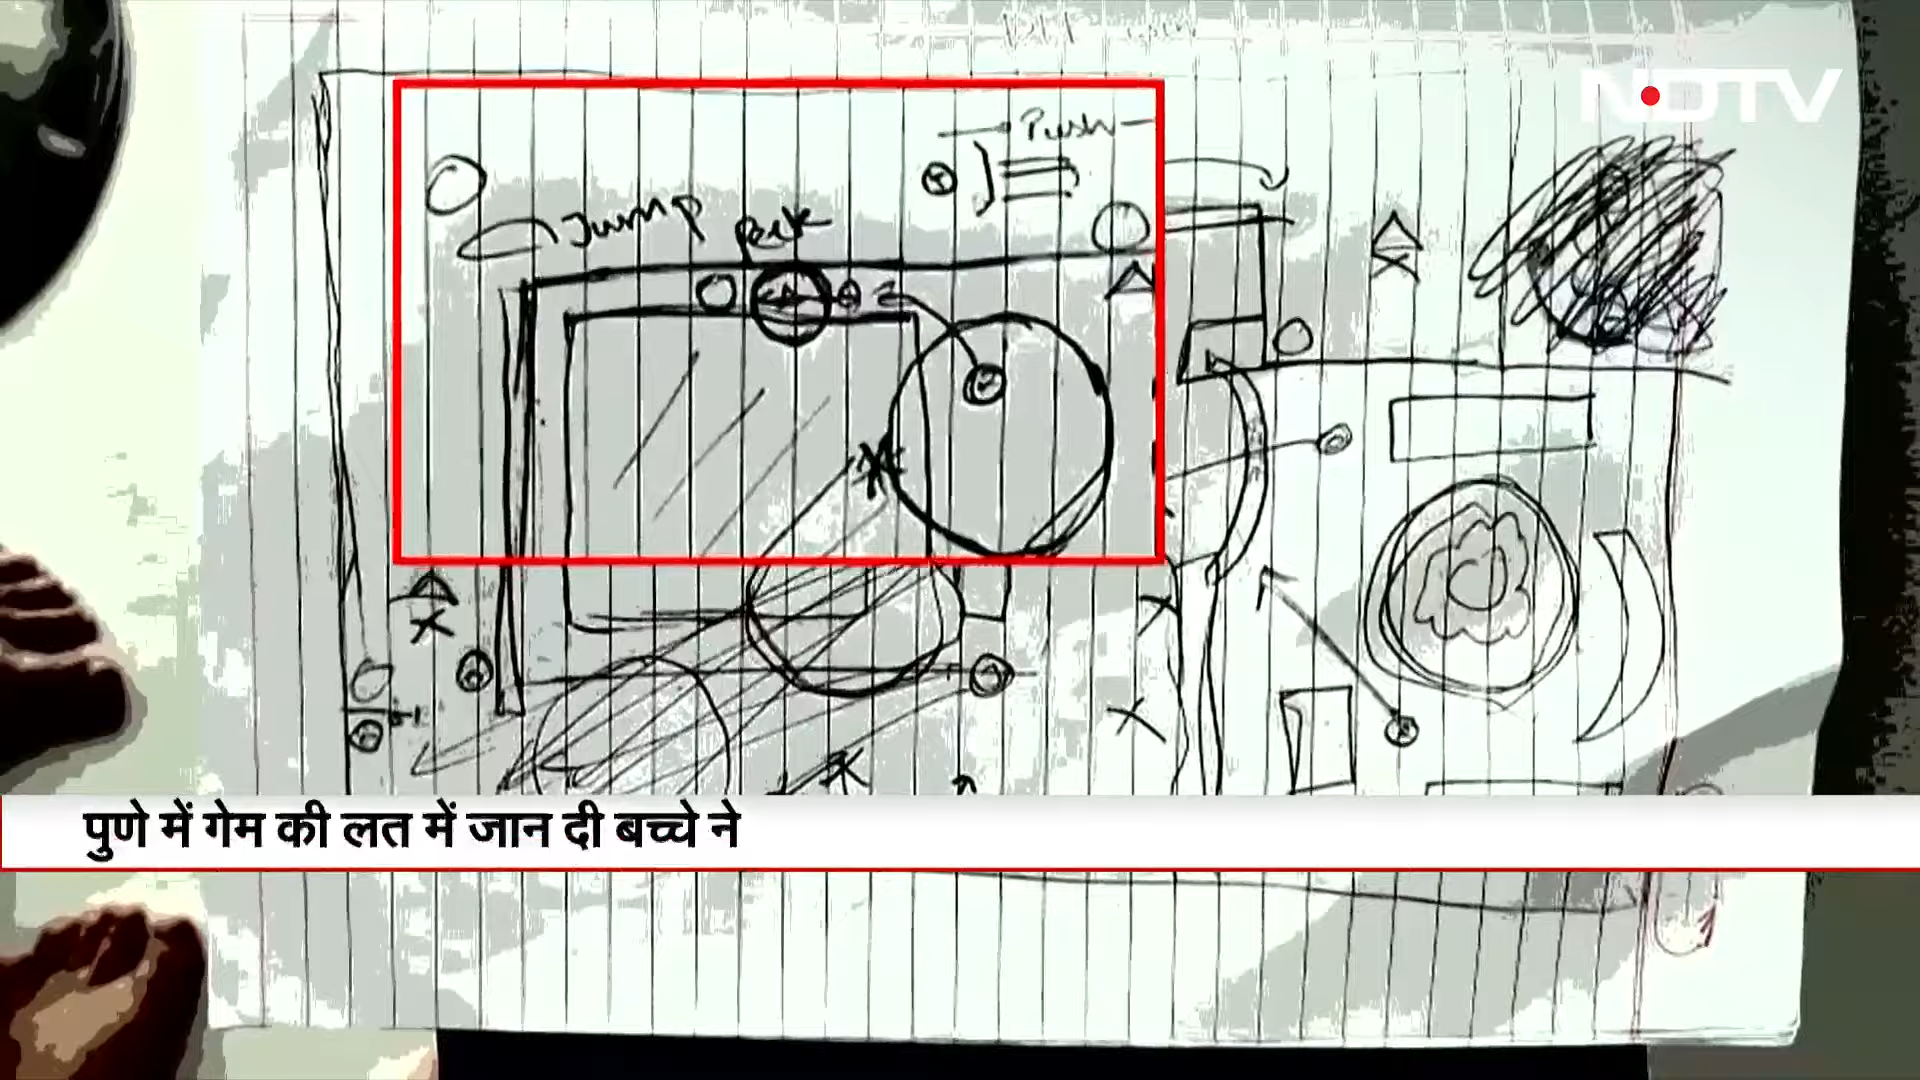 NDTV
Push
Jump
पुणे में गेम की लत में जान दी बच्चे ने